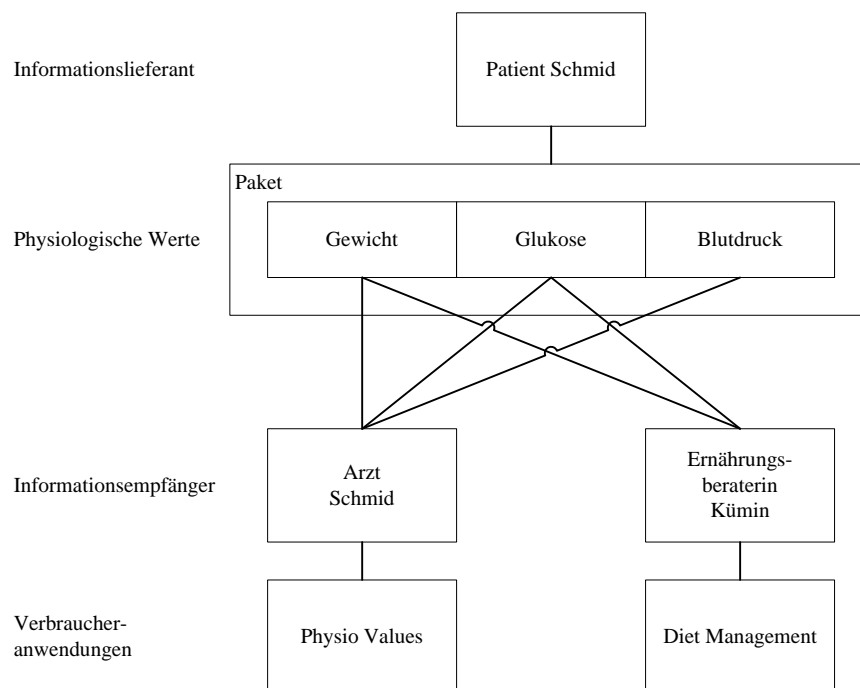 Informationslieferant
Patient Schmid
Paket
Physiologische Werte
Gewicht
Glukose
Blutdruck
Informationsempfänger
Arzt
Schmid
Ernährungs-
beraterin
Kümin
Verbraucher-
anwendungen
Physio Values
Diet Management